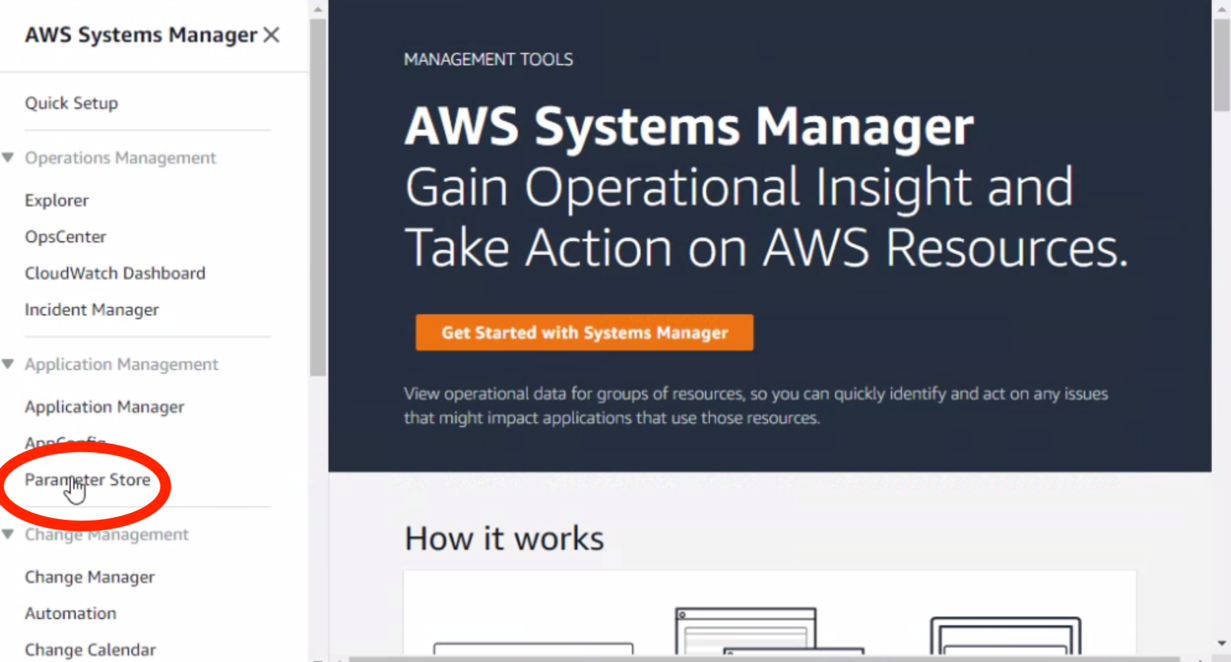 AWS Systems Manager
Quick Setup
Operations Management
Explorer
OpsCenter
CloudWatch Dashboard
Incident Manager
Application Management
Application Manager
AppConfig
Parameter Store
Change Management
Change Manager
Automation
Change Calendar
MANAGEMENT TOOLS
AWS Systems Manager
Gain Operational Insight and
Take Action on AWS Resources.
Get Started with Systems Manager
View operational data for groups of resources, so you can quickly identify and act on any issues
that might impact applications that use those resources.
How it works